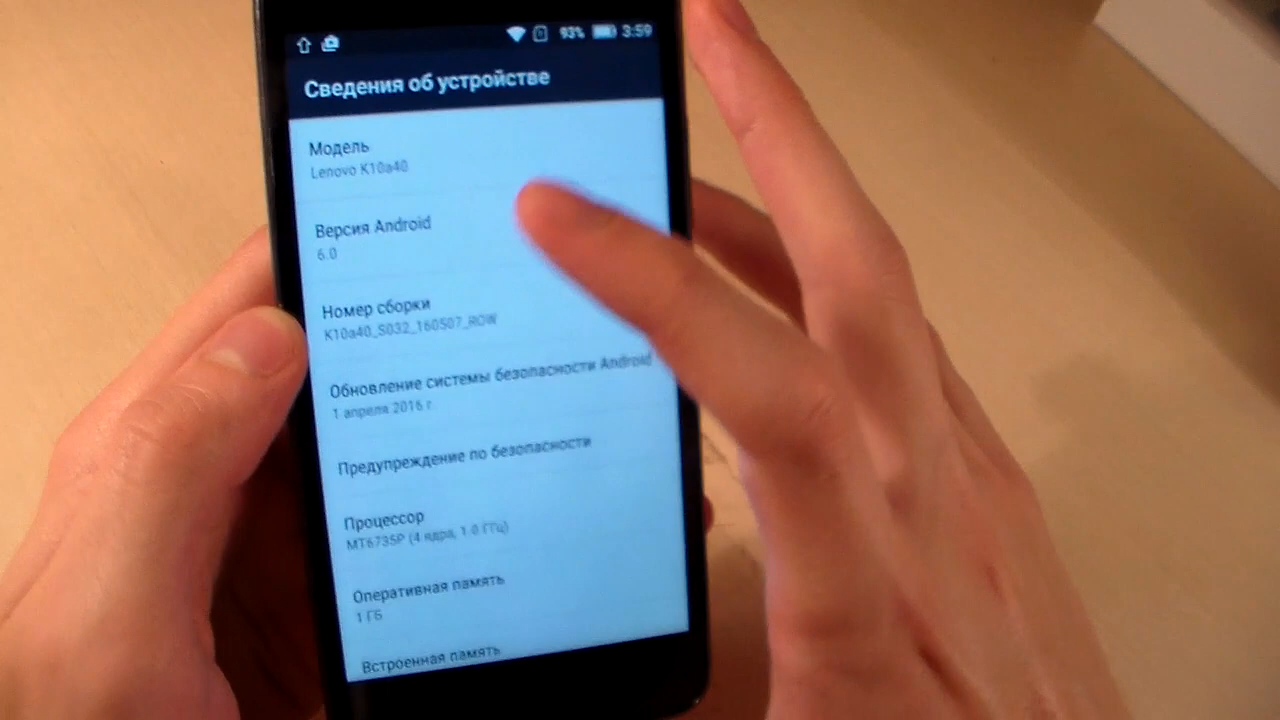 93% 3:59
Сведения об устройстве
Модель
Lenovo K10a40
Версия Android
6.0
Номер сборки
K10a40_S032_160507_ROW
Обновление системы безопасности Android
1 апреля 2016 г.
Предупреждение по безопасности
Процессор
MT6735P (4 ядра, 1.0 ГГц)
Оперативная память
1 ГБ
Встроенная память